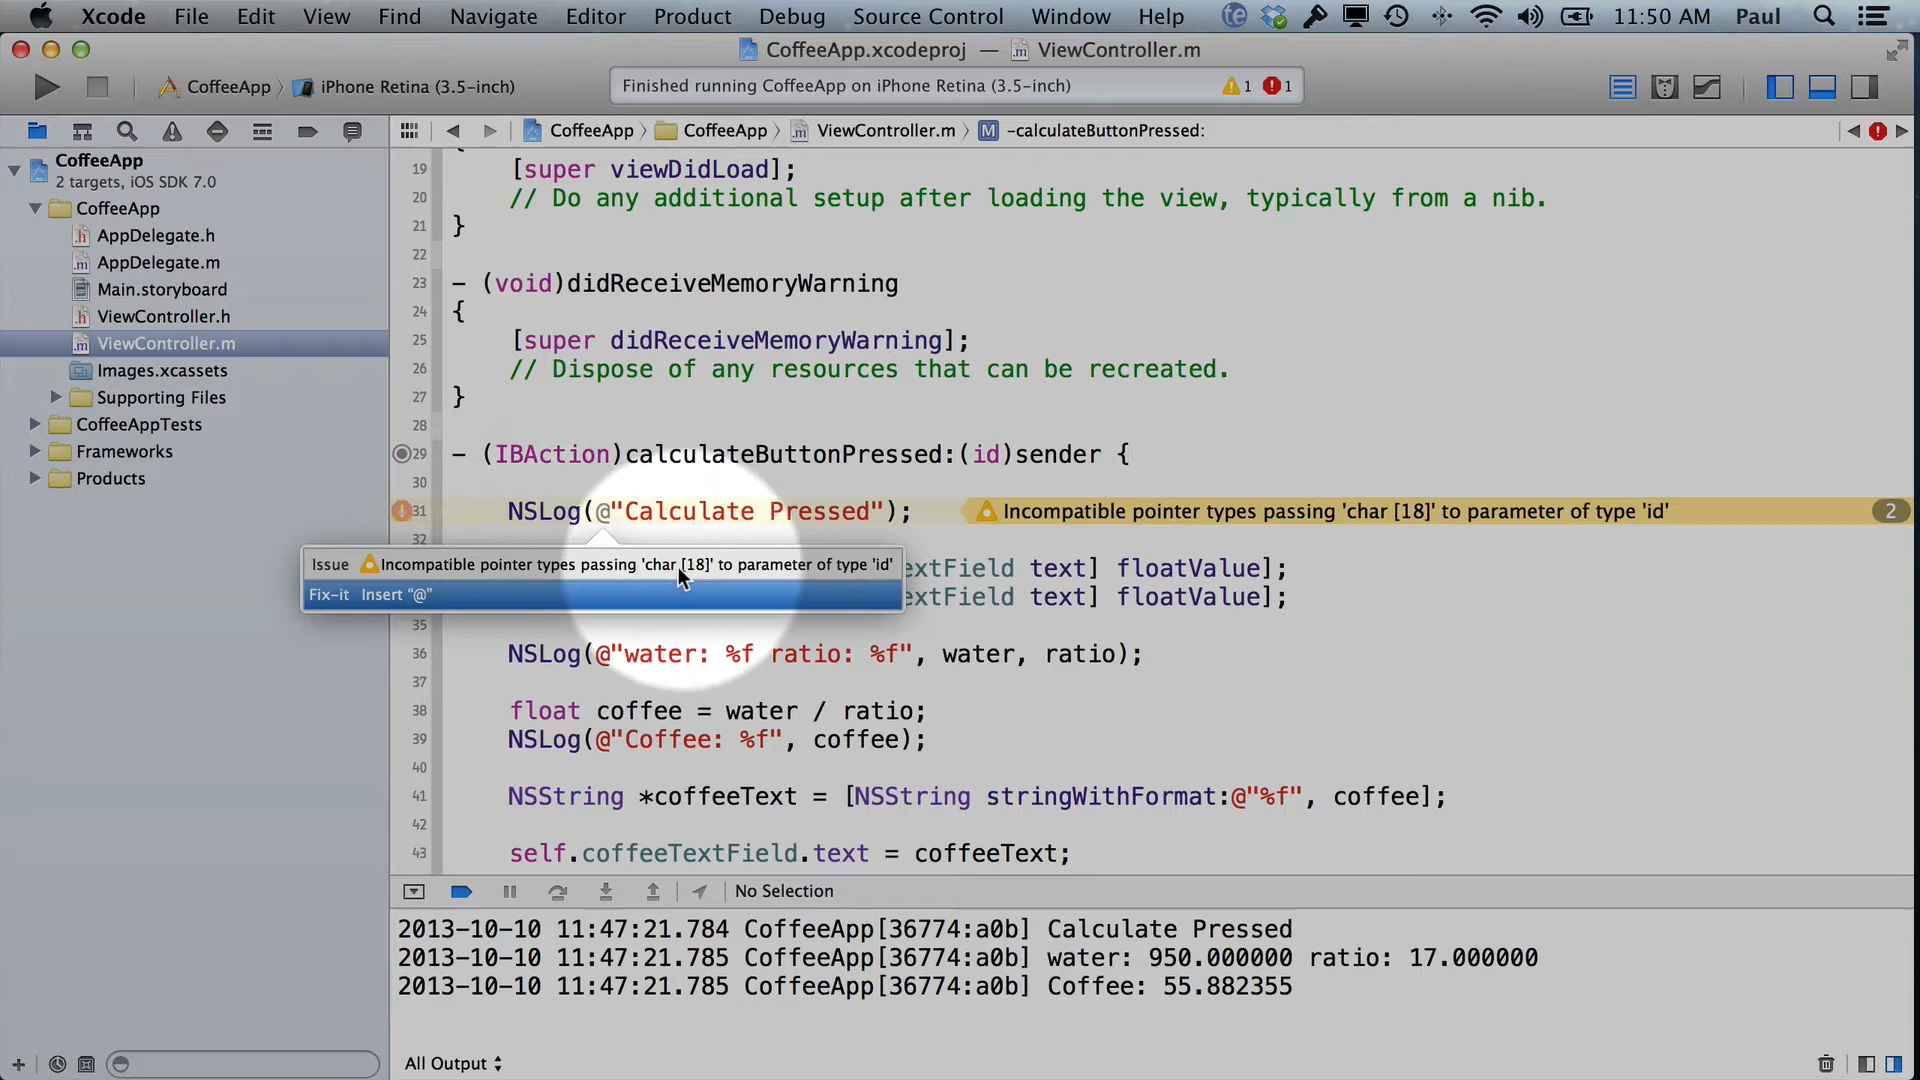 Xcode File Edit View Find Navigate Editor Product Debug Source Control Window Help te 11:50 AM Paul
CoffeeApp.xcodeproj — ViewController.m
CoffeeApp iPhone Retina (3.5-inch)
Finished running CoffeeApp on iPhone Retina (3.5-inch) 1 1
CoffeeApp CoffeeApp ViewController.m M -calculateButtonPressed:
CoffeeApp
2 targets, iOS SDK 7.0
CoffeeApp
AppDelegate.h
AppDelegate.m
Main.storyboard
ViewController.h
ViewController.m
Images.xcassets
Supporting Files
CoffeeAppTests
Frameworks
Products
19 [super viewDidLoad];
20 // Do any additional setup after loading the view, typically from a nib.
21 }
22
23 - (void)didReceiveMemoryWarning
24 {
25 [super didReceiveMemoryWarning];
26 // Dispose of any resources that can be recreated.
27 }
28
29 - (IBAction)calculateButtonPressed:(id)sender {
30
31 NSLog(@"Calculate Pressed"); Incompatible pointer types passing 'char [18]' to parameter of type 'id' 2
32
Issue Incompatible pointer types passing 'char [18]' to parameter of type 'id'
Fix-it Insert "@"
extField text] floatValue];
extField text] floatValue];
35
36 NSLog(@"water: %f ratio: %f", water, ratio);
37
38 float coffee = water / ratio;
39 NSLog(@"Coffee: %f", coffee);
40
41 NSString *coffeeText = [NSString stringWithFormat:@"%f", coffee];
42
43 self.coffeeTextField.text = coffeeText;
No Selection
2013-10-10 11:47:21.784 CoffeeApp[36774:a0b] Calculate Pressed
2013-10-10 11:47:21.785 CoffeeApp[36774:a0b] water: 950.000000 ratio: 17.000000
2013-10-10 11:47:21.785 CoffeeApp[36774:a0b] Coffee: 55.882355
All Output